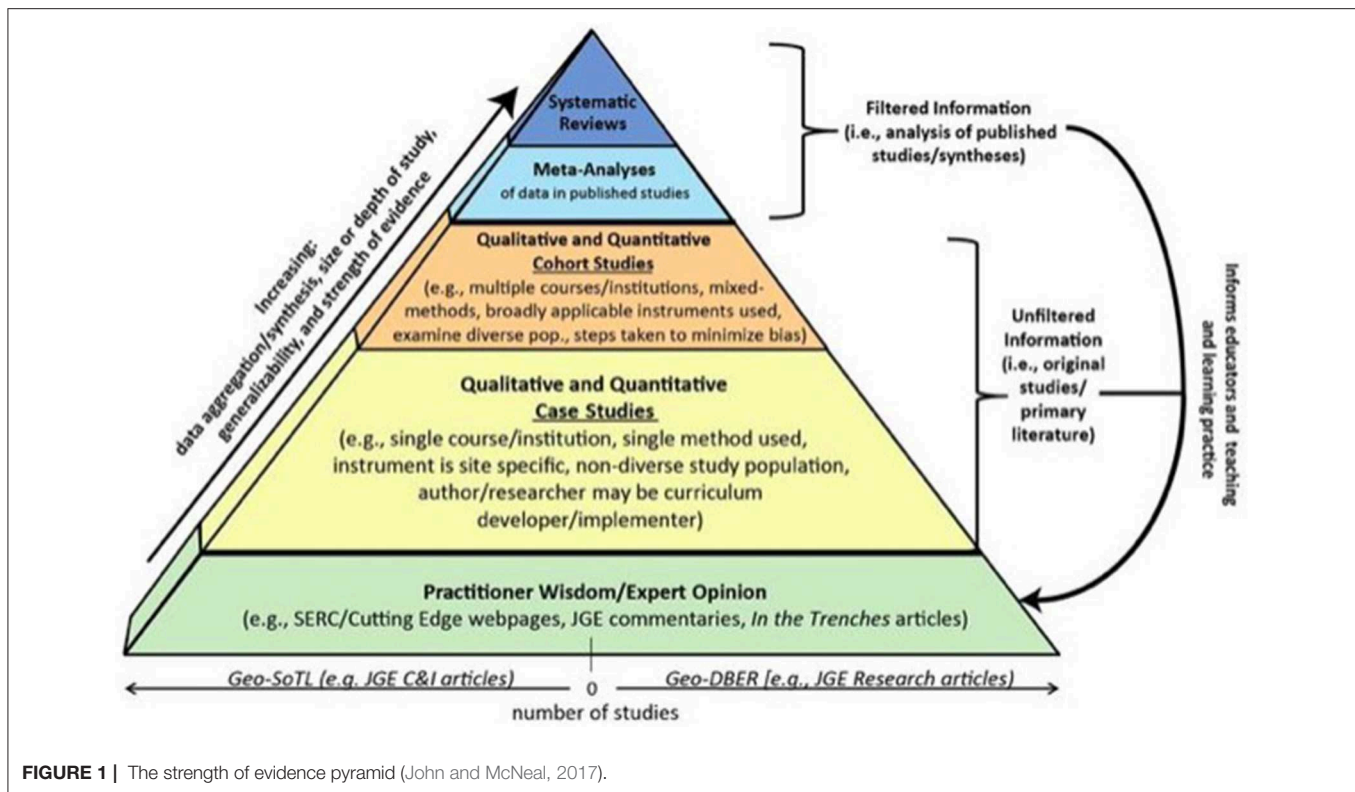 Systematic
Reviews
Meta-Analyses
of data in published studies
Qualitative and Quantitative
Cohort Studies
(e.g., multiple courses/institutions, mixed-
methods, broadly applicable instruments used,
examine diverse pop., steps taken to minimize bias)
Qualitative and Quantitative
Case Studies
(e.g., single course/institution, single method used,
instrument is site specific, non-diverse study population,
author/researcher may be curriculum
developer/implementer)
Practitioner Wisdom/Expert Opinion
(e.g., SERC/Cutting Edge webpages, JGE commentaries, In the Trenches articles)
Increasing:
data aggregation/synthesis, size or depth of study,
generalizability, and strength of evidence
Filtered Information
(i.e., analysis of published
studies/syntheses)
Unfiltered
Information
(i.e., original
studies/
primary
literature)
Informs educators and teaching
and learning practice
Geo-SoTL (e.g. JGE C&I articles)
0
Geo-DBER [e.g., JGE Research articles)
number of studies
FIGURE 1 | The strength of evidence pyramid (John and McNeal, 2017).